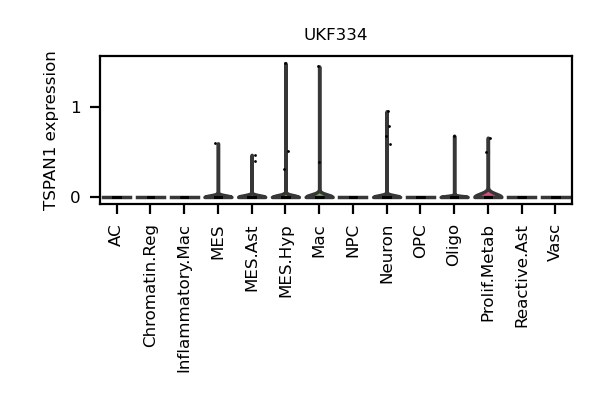 UKF334
TSPAN1 expression
1
0
AC
Chromatin.Reg
Inflammatory.Mac
MES
MES.Ast
MES.Hyp
Mac
NPC
Neuron
OPC
Oligo
Prolif.Metab
Reactive.Ast
Vasc